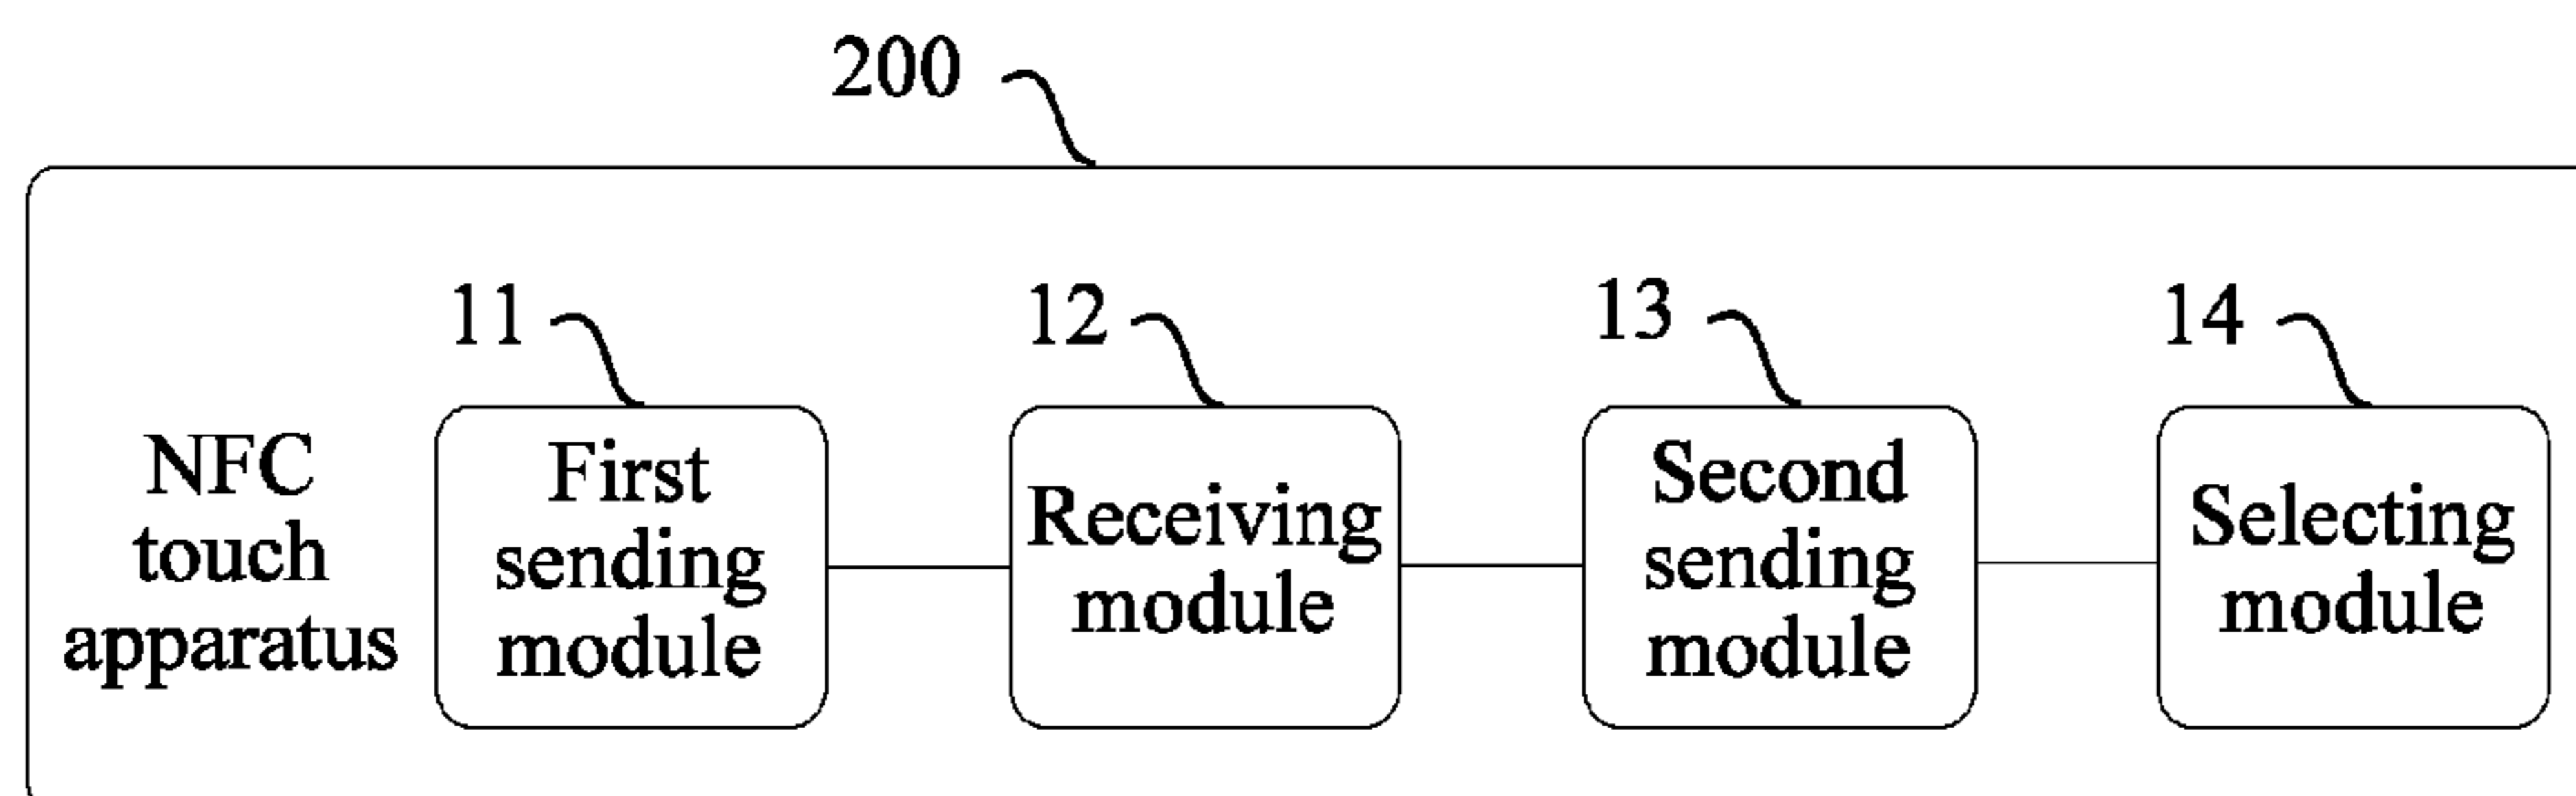 200
11
12
13
14
NFC
touch
apparatus
First
sending
module
Receiving
module
Second
sending
module
Selecting
module